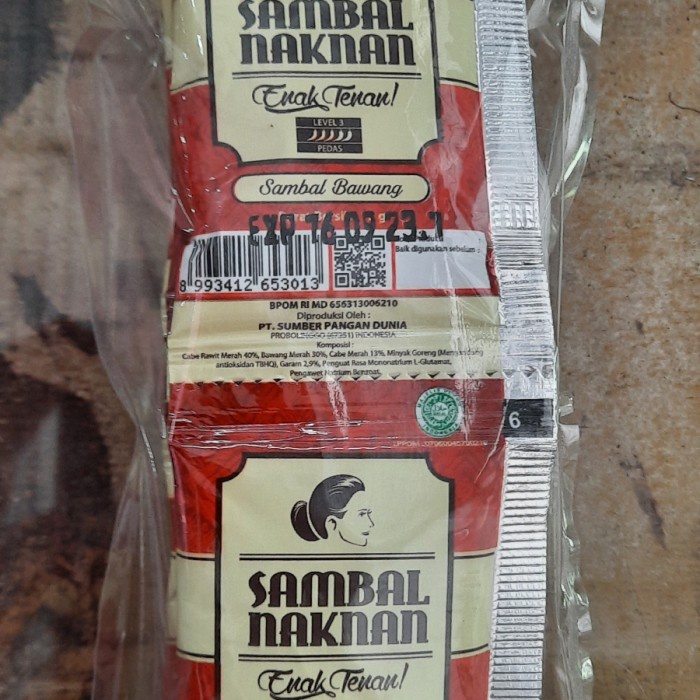 SAMBAL
NAKNAN
Enak Tenan!
LEVEL 3
PEDAS
Sambal Bawang
EXP 16 09 23.7
Baik digunakan sebelum :
8 993412 653013
BPOM RI MD 656313006210
Diproduksi Oleh :
PT. SUMBER PANGAN DUNIA
INDONESIA
Komposisi :
Cabe Rawit Merah 40%, Bawang Merah 30%, Cabe Merah 13%, Minyak Goreng (Mengandung
antioksidan TBHQ), Garam 2,9%, Penguat Rasa Mononatrium L-Glutamat,
Pengawet Natrium Benzoat.
6
SAMBAL
NAKNAN
Enak Tenan!